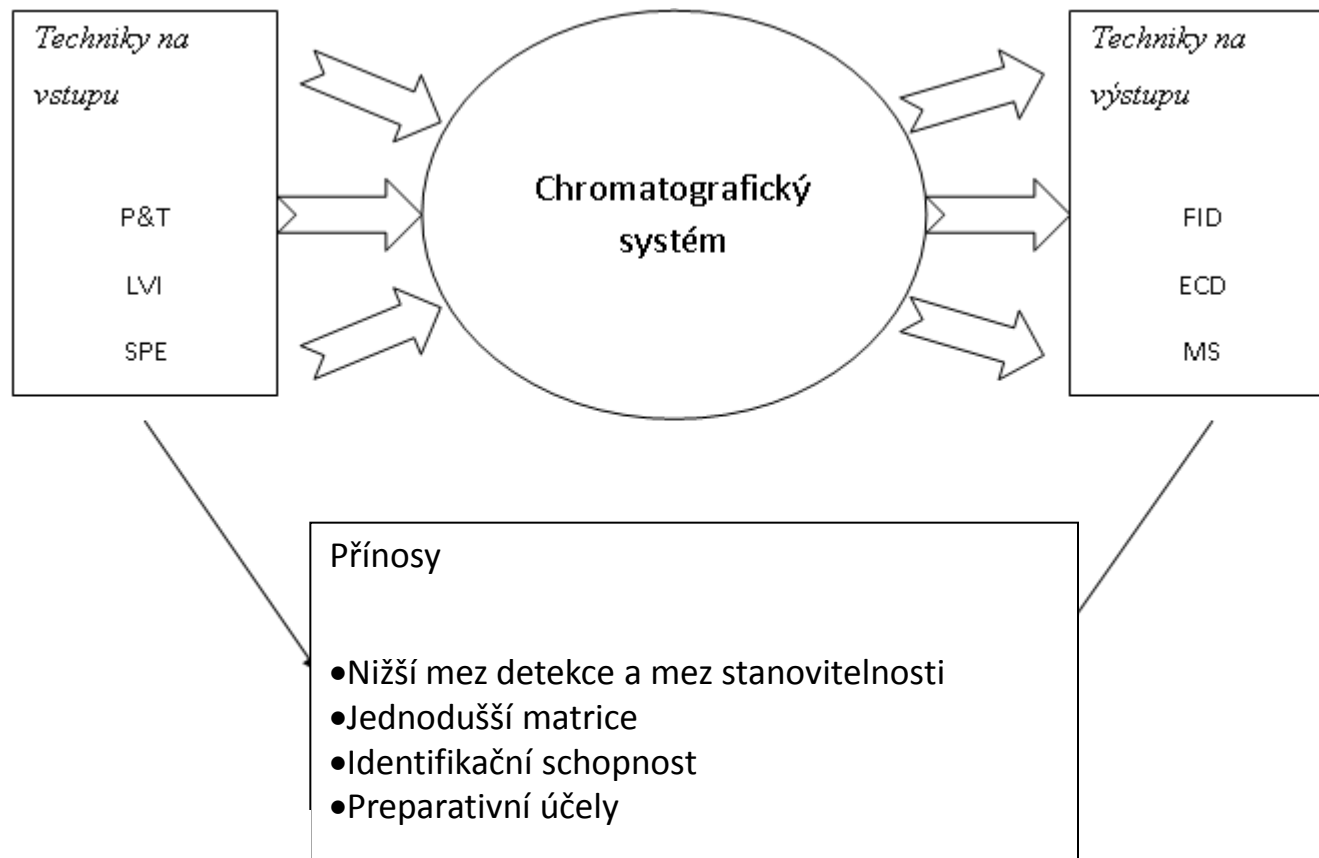 Techniky na
vstupu
P&T
LVI
SPE
Chromatografický
systém
Techniky na
výstupu
FID
ECD
MS
Přínosy
•Nižší mez detekce a mez stanovitelnosti
•Jednodušší matrice
•Identifikační schopnost
•Preparativní účely